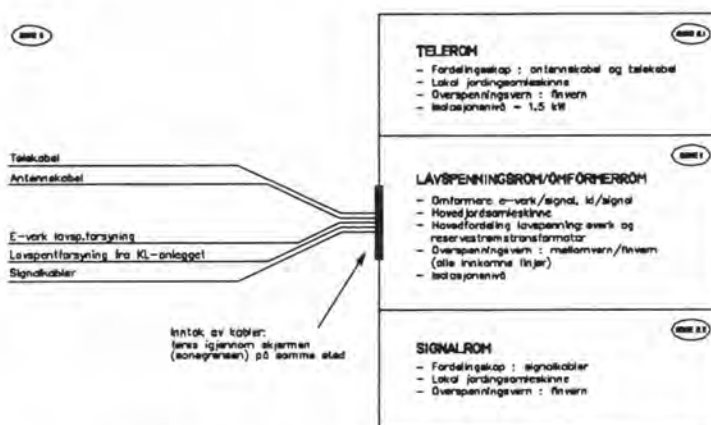 SONE 0
Telekabel
Antennekabel
E-verk lavsp.forsyning
Lavspentforsyning fra KL-anlegget
Signalkabler
Inntak av kabler:
føres igjennom skjermen
(sonegrensen) på samme sted
TELEROM
- Fordelingsskap : antennekabel og telekabel
- Lokal jordingsamleskinne
- Overspenningsvern : finvern
- Isolasjonsnivå - 1,5 kW
LAVSPENNINGSROM/OMFORMERROM
- Omformere e-verk/signal, kl/signal
- Hovedjordsamleskinne
- Hovedfordeling lavspenning: everk og
reservestrømstransformator
- Overspenningsvern : mellomvern/finvern
(alle innkomne linjer)
- Isolasjonsnivå
SIGNALROM
- Fordelingsskap : signalkabler
- Lokal jordingsamleskinne
- Overspenningsvern : finvern